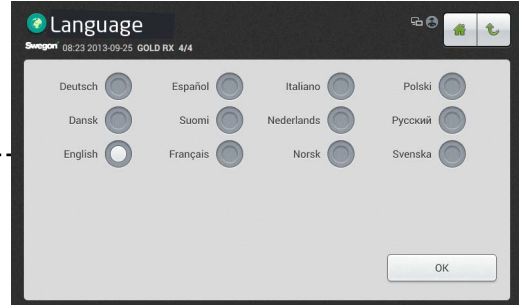 Language
Swegon 08:23 2013-09-25 GOLD RX 4/4
Deutsch Español Italiano Polski
Dansk Suomi Nederlands Русский
English Français Norsk Svenska
OK